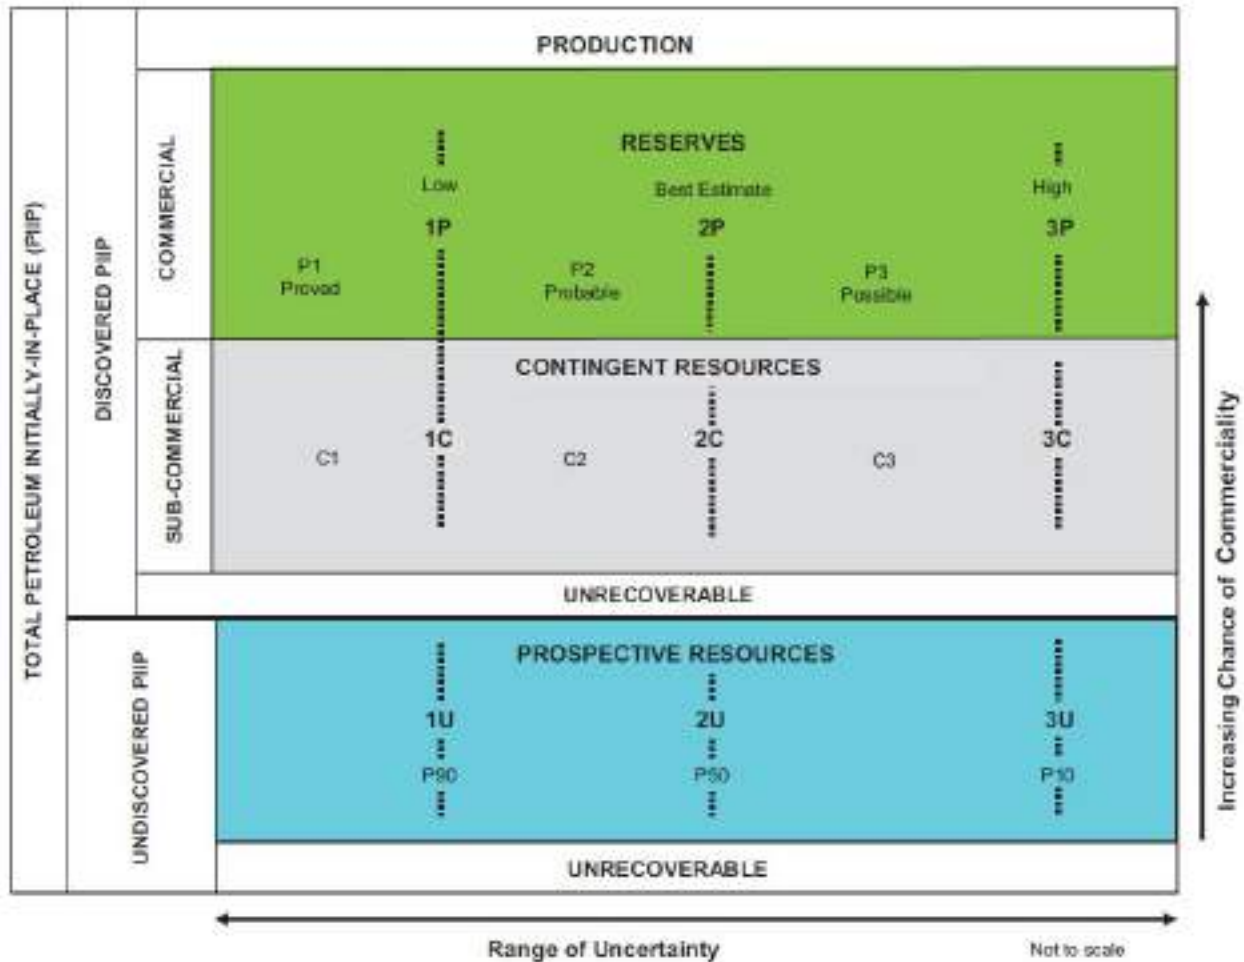 TOTAL PETROLEUM INITIALLY-IN-PLACE (PIIP)
DISCOVERED PIIP
PRODUCTION
COMMERCIAL
RESERVES
Low
Best Estimate
High
1P
2P
3P
P1
Proved
P2
Probable
P3
Possible
SUB-COMMERCIAL
CONTINGENT RESOURCES
1C
2C
3C
C1
C2
C3
UNRECOVERABLE
UNDISCOVERED PIIP
PROSPECTIVE RESOURCES
1U
2U
3U
P90
P50
P10
UNRECOVERABLE
Increasing Chance of Commerciality
Range of Uncertainty
Not to scale